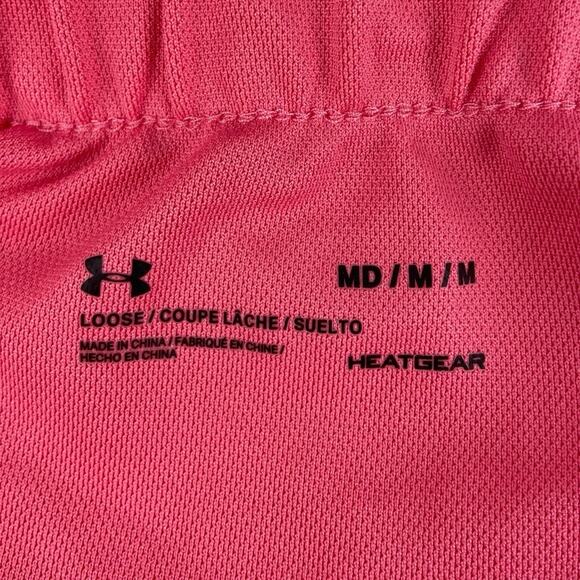 MD / M / M
LOOSE / COUPE LÂCHE / SUELTO
MADE IN CHINA / FABRIQUÉ EN CHINE /
HECHO EN CHINA
HEATGEAR